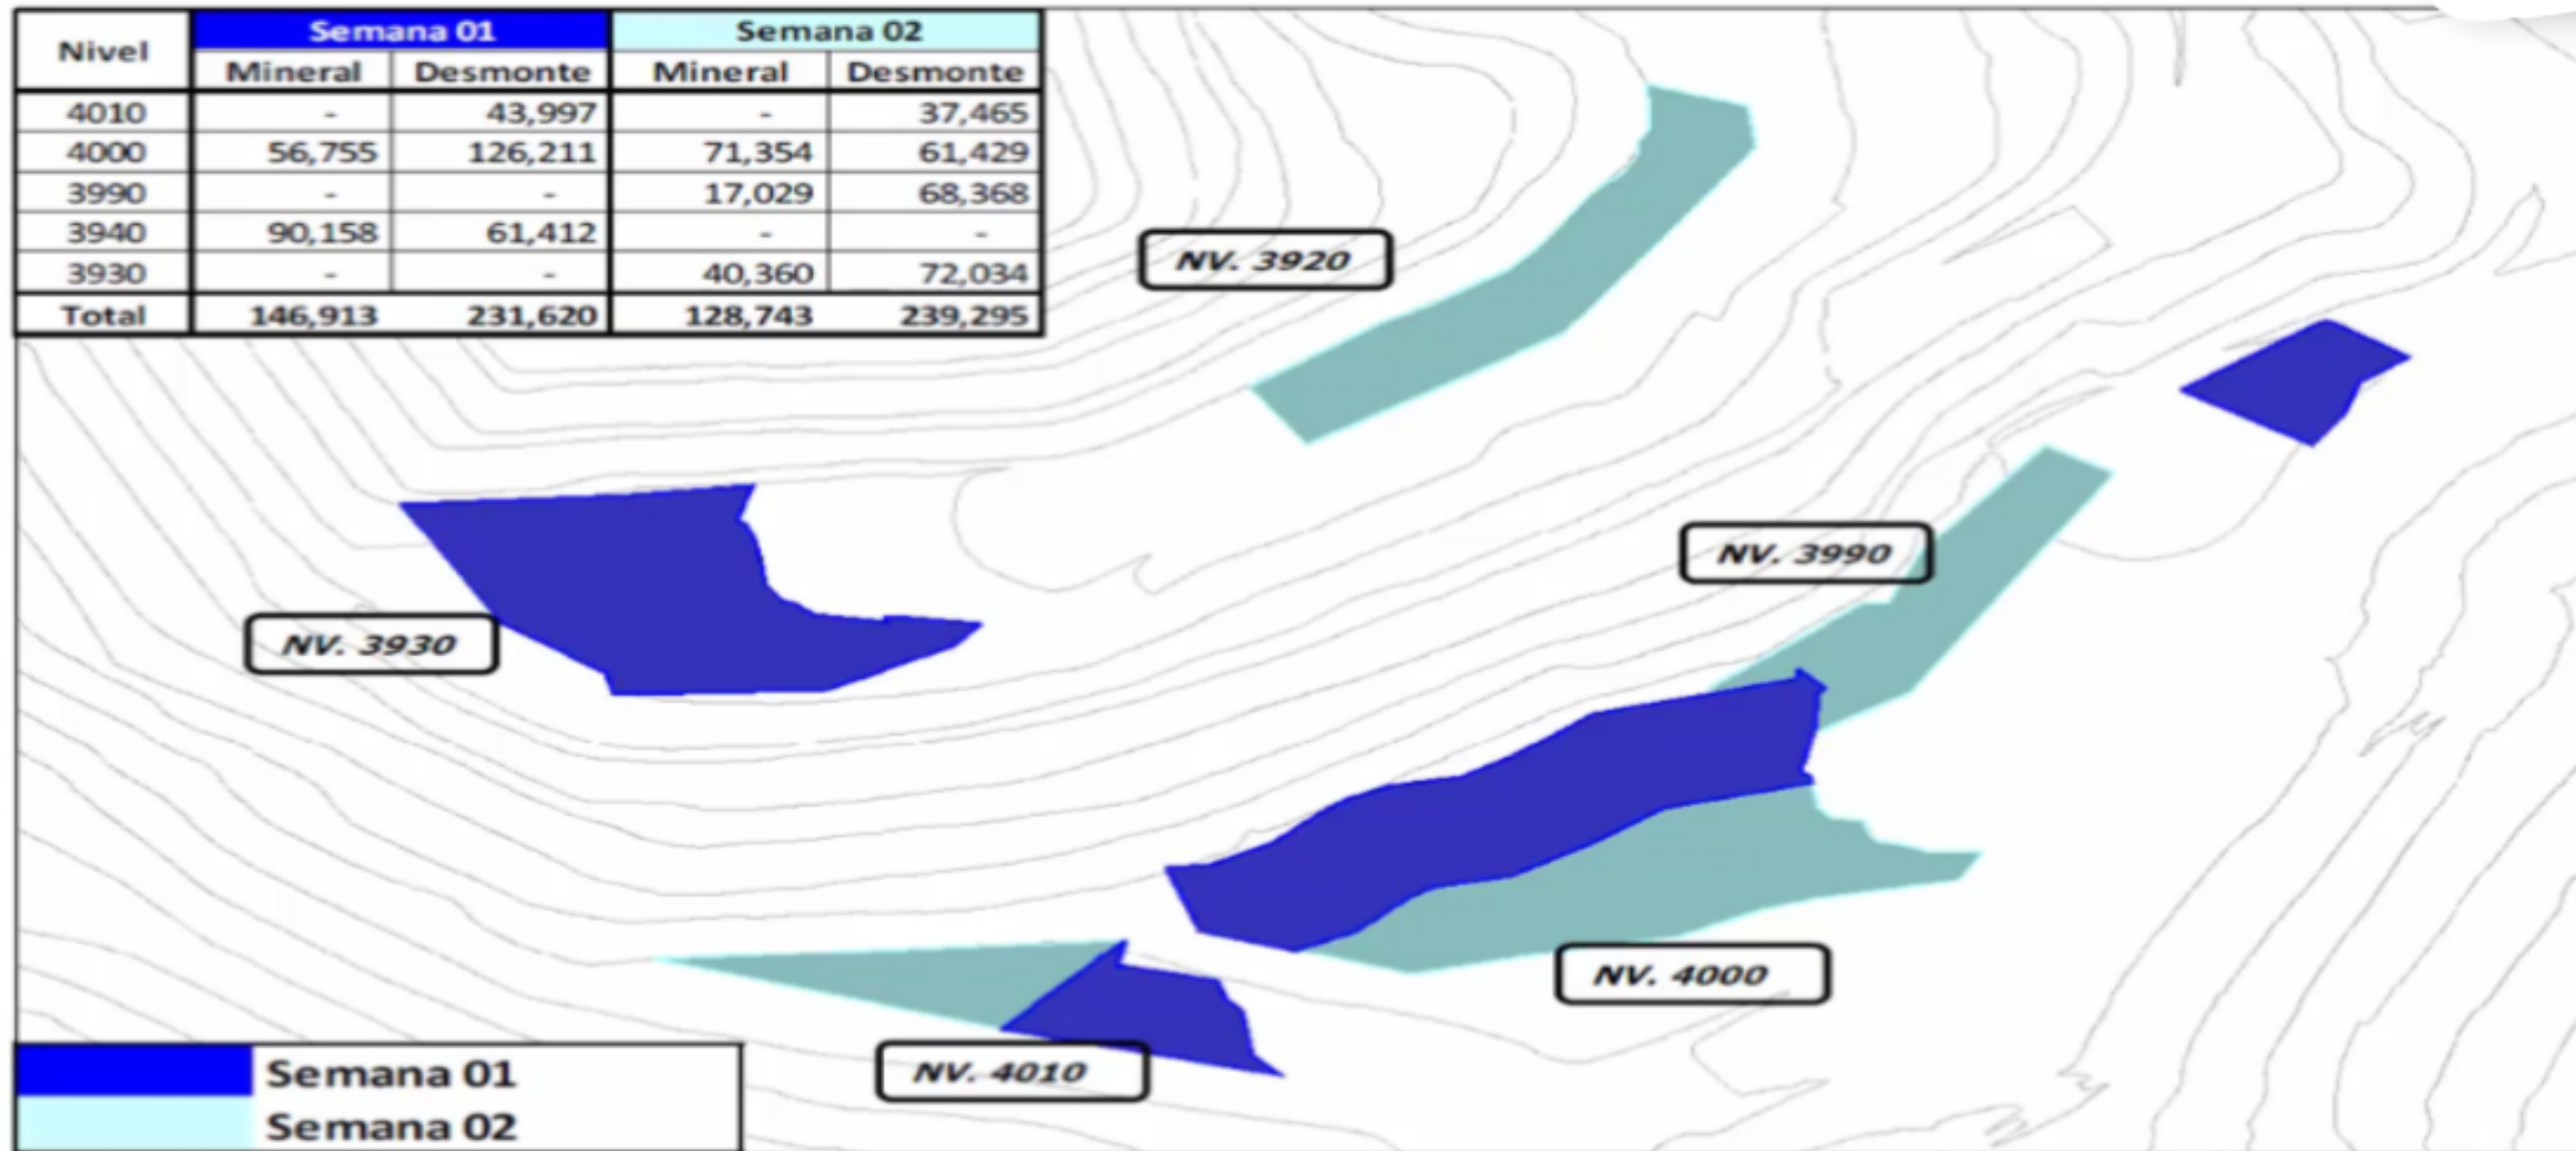 Nivel Semana 01 Semana 02
Mineral Desmonte Mineral Desmonte
4010 - 43,997 - 37,465
4000 56,755 126,211 71,354 61,429
3990 - - 17,029 68,368
3940 90,158 61,412 - -
3930 - - 40,360 72,034
Total 146,913 231,620 128,743 239,295
NV. 3920
NV. 3990
NV. 3930
NV. 4000
NV. 4010
Semana 01
Semana 02